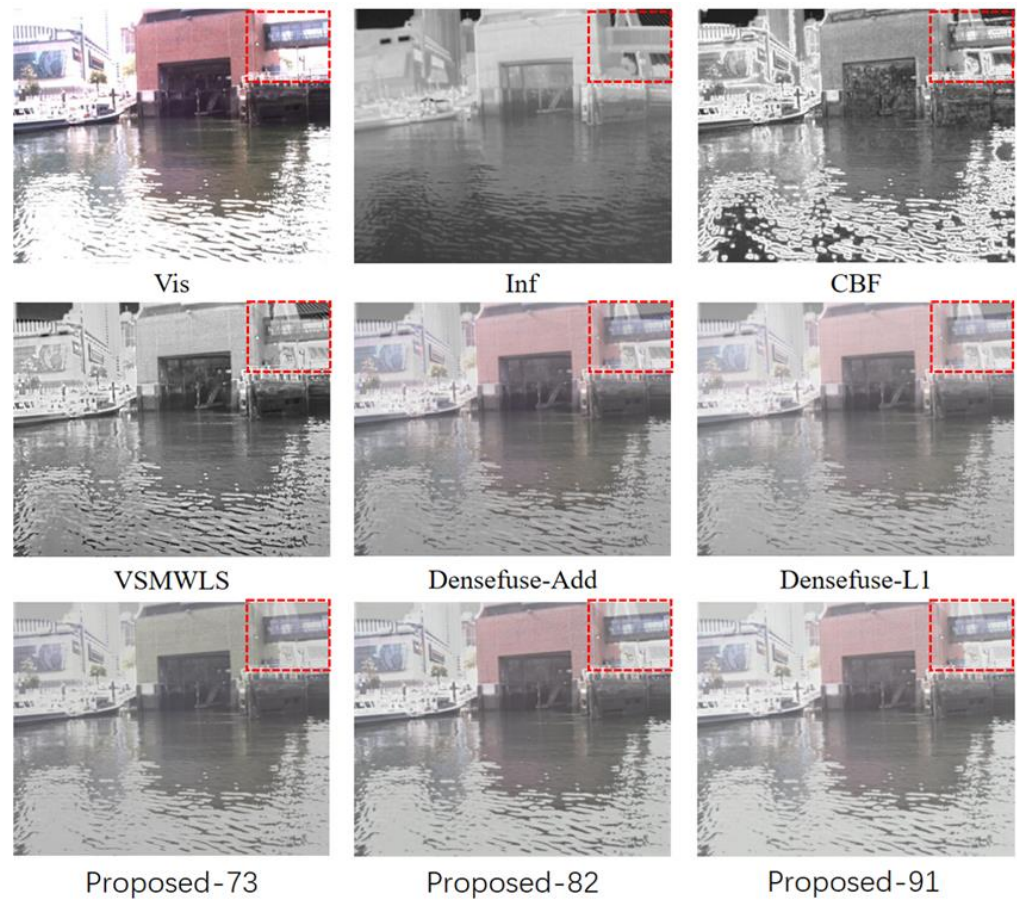 Vis
Inf
CBF
VSMWLS
Densefuse-Add
Densefuse-L1
Proposed-73
Proposed-82
Proposed-91